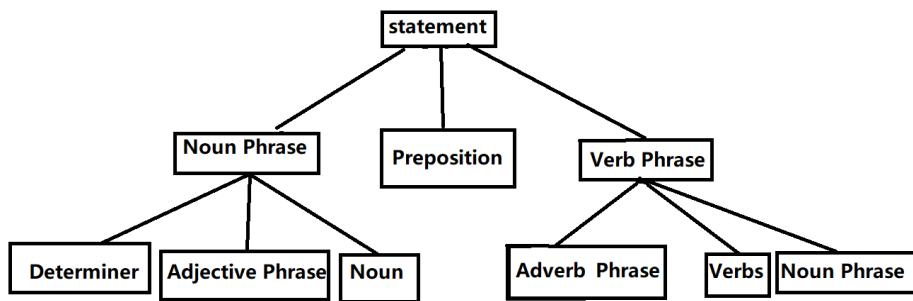 statement
Noun Phrase
Preposition
Verb Phrase
Determiner
Adjective Phrase
Noun
Adverb Phrase
Verbs
Noun Phrase